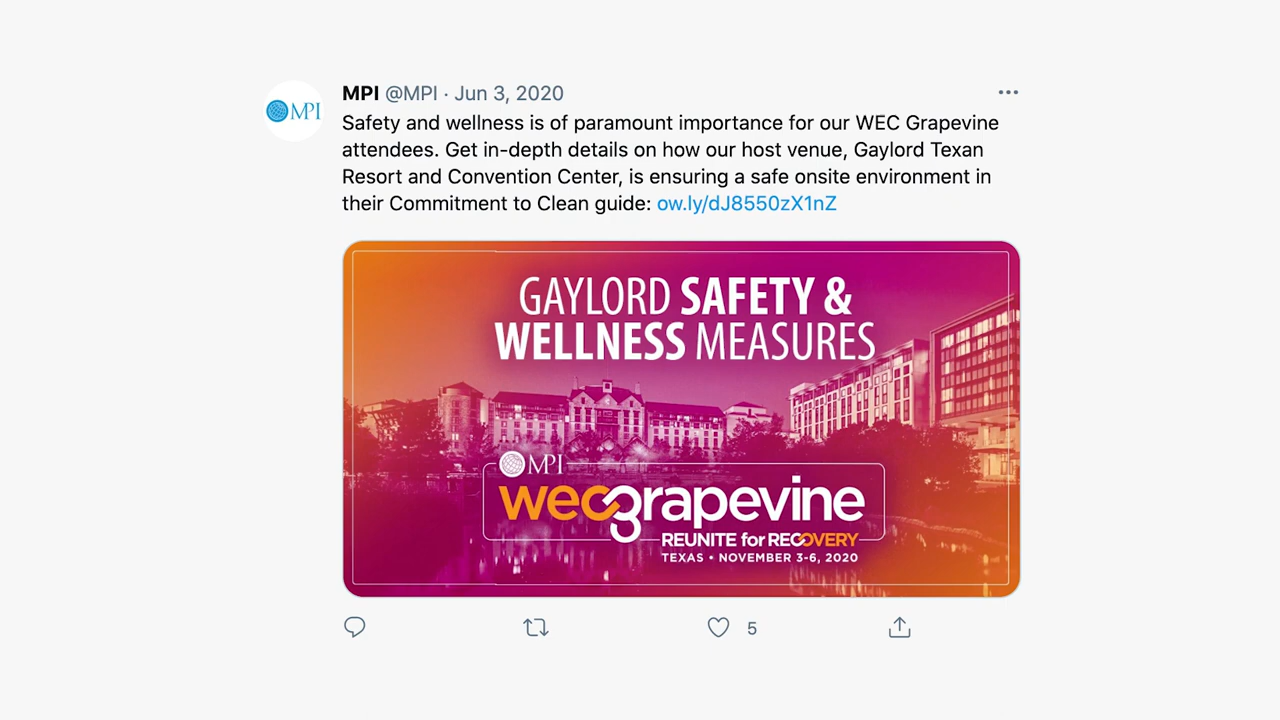 MPI @MPI · Jun 3, 2020
MPI
Safety and wellness is of paramount importance for our WEC Grapevine
attendees. Get in-depth details on how our host venue, Gaylord Texan
Resort and Convention Center, is ensuring a safe onsite environment in
their Commitment to Clean guide: ow.ly/dJ8550zX1nZ
GAYLORD SAFETY &
WELLNESS MEASURES
MPI
wecgrapevine
REUNITE for RECOVERY
TEXAS • NOVEMBER 3-6, 2020
5